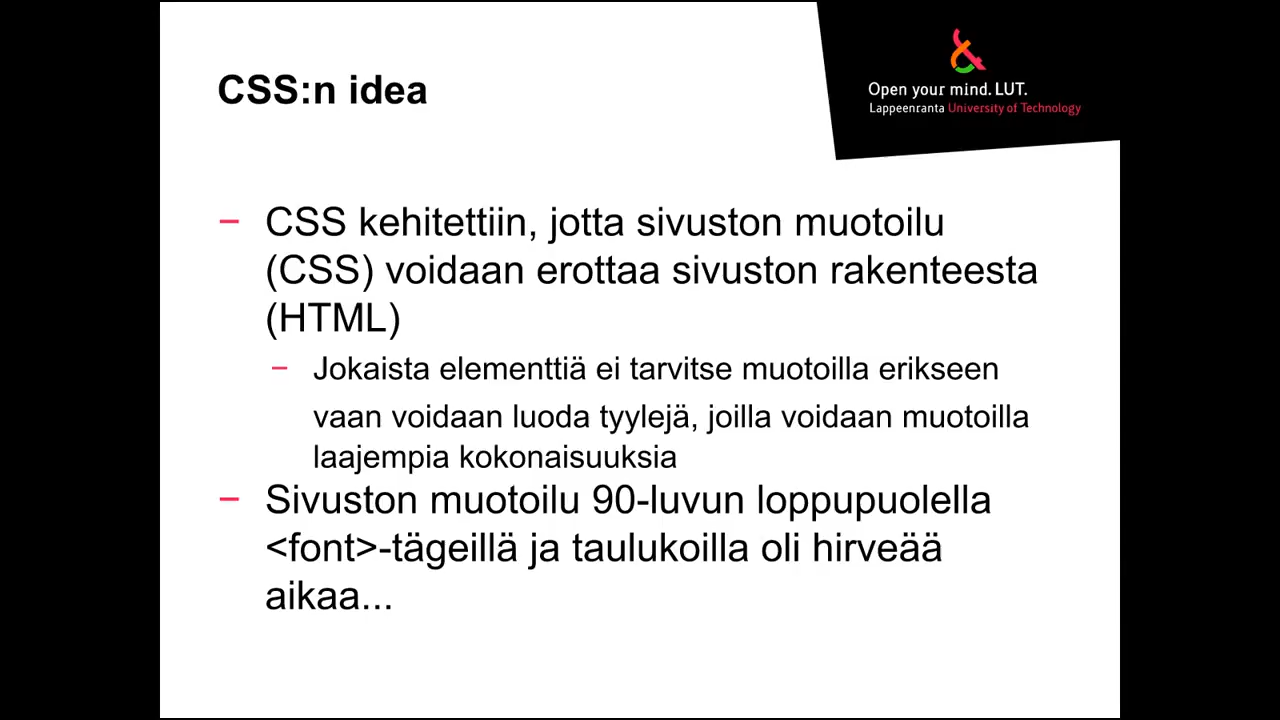 CSS:n idea
Open your mind. LUT.
Lappeenranta University of Technology
– CSS kehitettiin, jotta sivuston muotoilu
(CSS) voidaan erottaa sivuston rakenteesta
(HTML)
– Jokaista elementtiä ei tarvitse muotoilla erikseen
vaan voidaan luoda tyylejä, joilla voidaan muotoilla
laajempia kokonaisuuksia
– Sivuston muotoilu 90-luvun loppupuolella
<font>-tägeillä ja taulukoilla oli hirveää
aikaa...